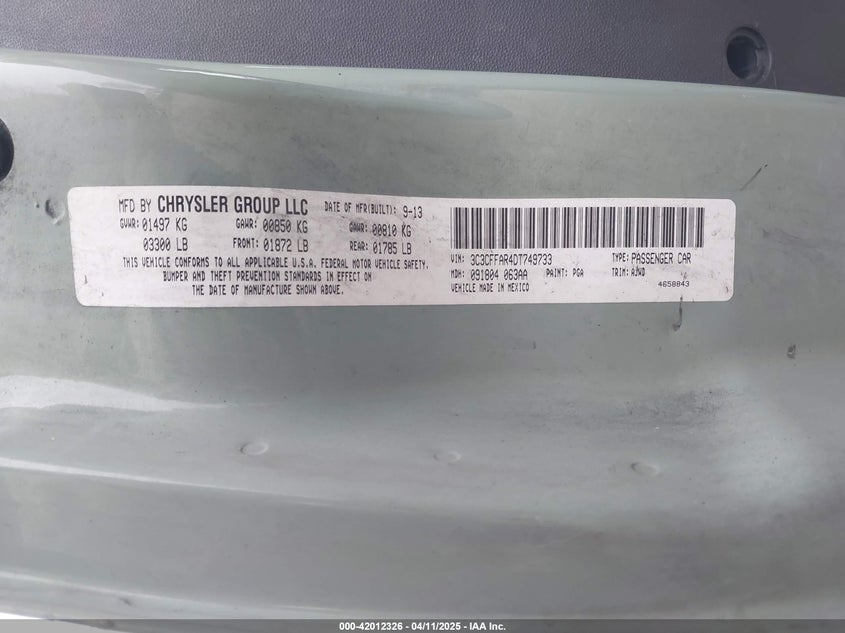 MFD BY CHRYSLER GROUP LLC DATE OF MFR(BUILT): 9-13
GVWR: 01497 KG GAWR: 00850 KG GAWR: 00810 KG
03300 LB FRONT: 01872 LB REAR: 01785 LB
THIS VEHICLE CONFORMS TO ALL APPLICABLE U.S.A. FEDERAL MOTOR VEHICLE SAFETY,
BUMPER AND THEFT PREVENTION STANDARDS IN EFFECT ON
THE DATE OF MANUFACTURE SHOWN ABOVE.
VIN: 3C3CFFAR4DT749733 TYPE: PASSENGER CAR
MDH: 091804 063AA PAINT: PGA TRIM: AJWD
VEHICLE MADE IN MEXICO 4658843
000-42012326 - 04/11/2025 - IAA Inc.